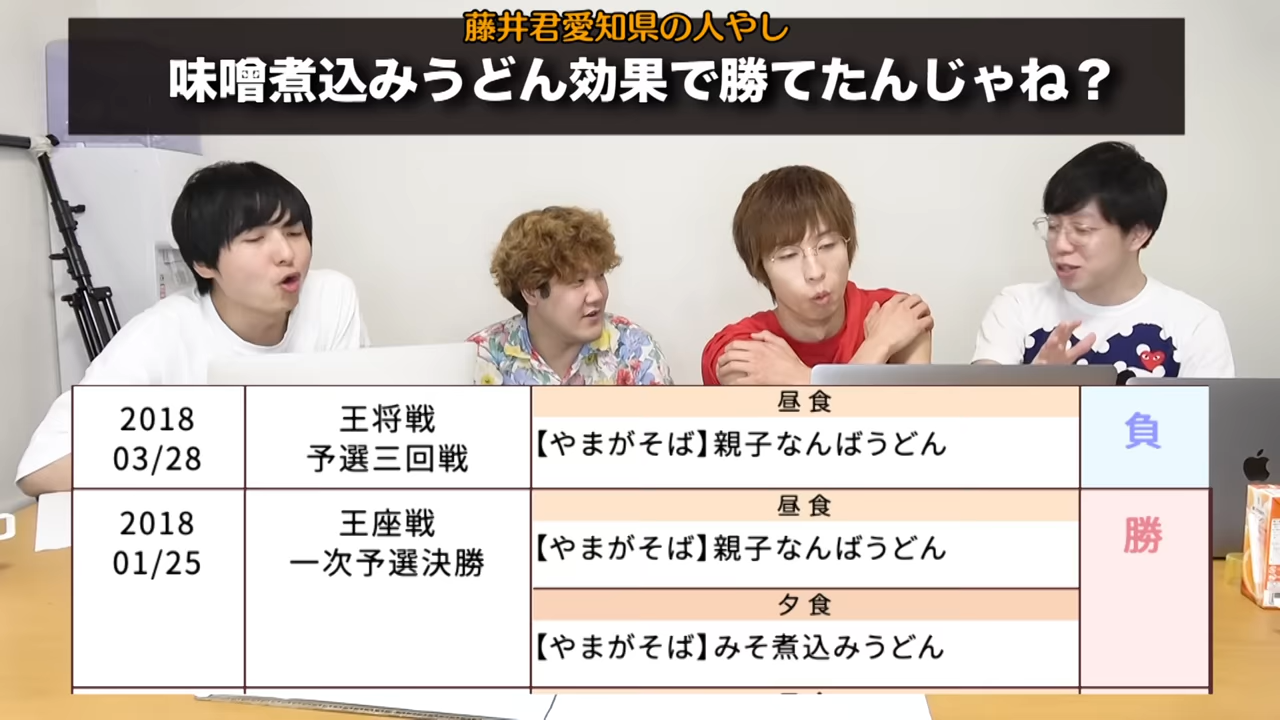 藤井君愛知県の人やし
味噌煮込みうどん効果で勝てたんじゃね？
2018
03/28
王将戦
予選三回戦
昼食
【やまがそば】親子なんばうどん
負
2018
01/25
王座戦
一次予選決勝
昼食
【やまがそば】親子なんばうどん
夕食
【やまがそば】みそ煮込みうどん
勝